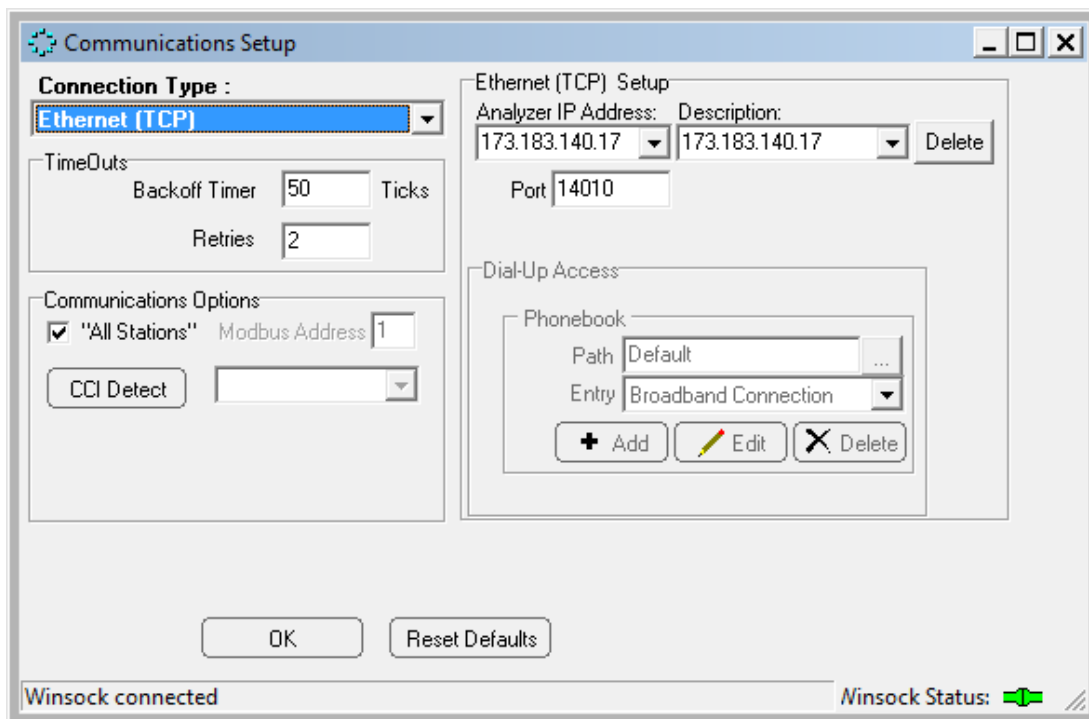 Communications Setup
Connection Type :
Ethernet (TCP)
TimeOuts
Backoff Timer 50 Ticks
Retries 2
Communications Options
"All Stations" Modbus Address 1
CCI Detect
Ethernet (TCP) Setup
Analyzer IP Address: Description:
173.183.140.17 173.183.140.17 Delete
Port 14010
Dial-Up Access
Phonebook
Path Default ...
Entry Broadband Connection
Add Edit Delete
OK Reset Defaults
Winsock connected Winsock Status: